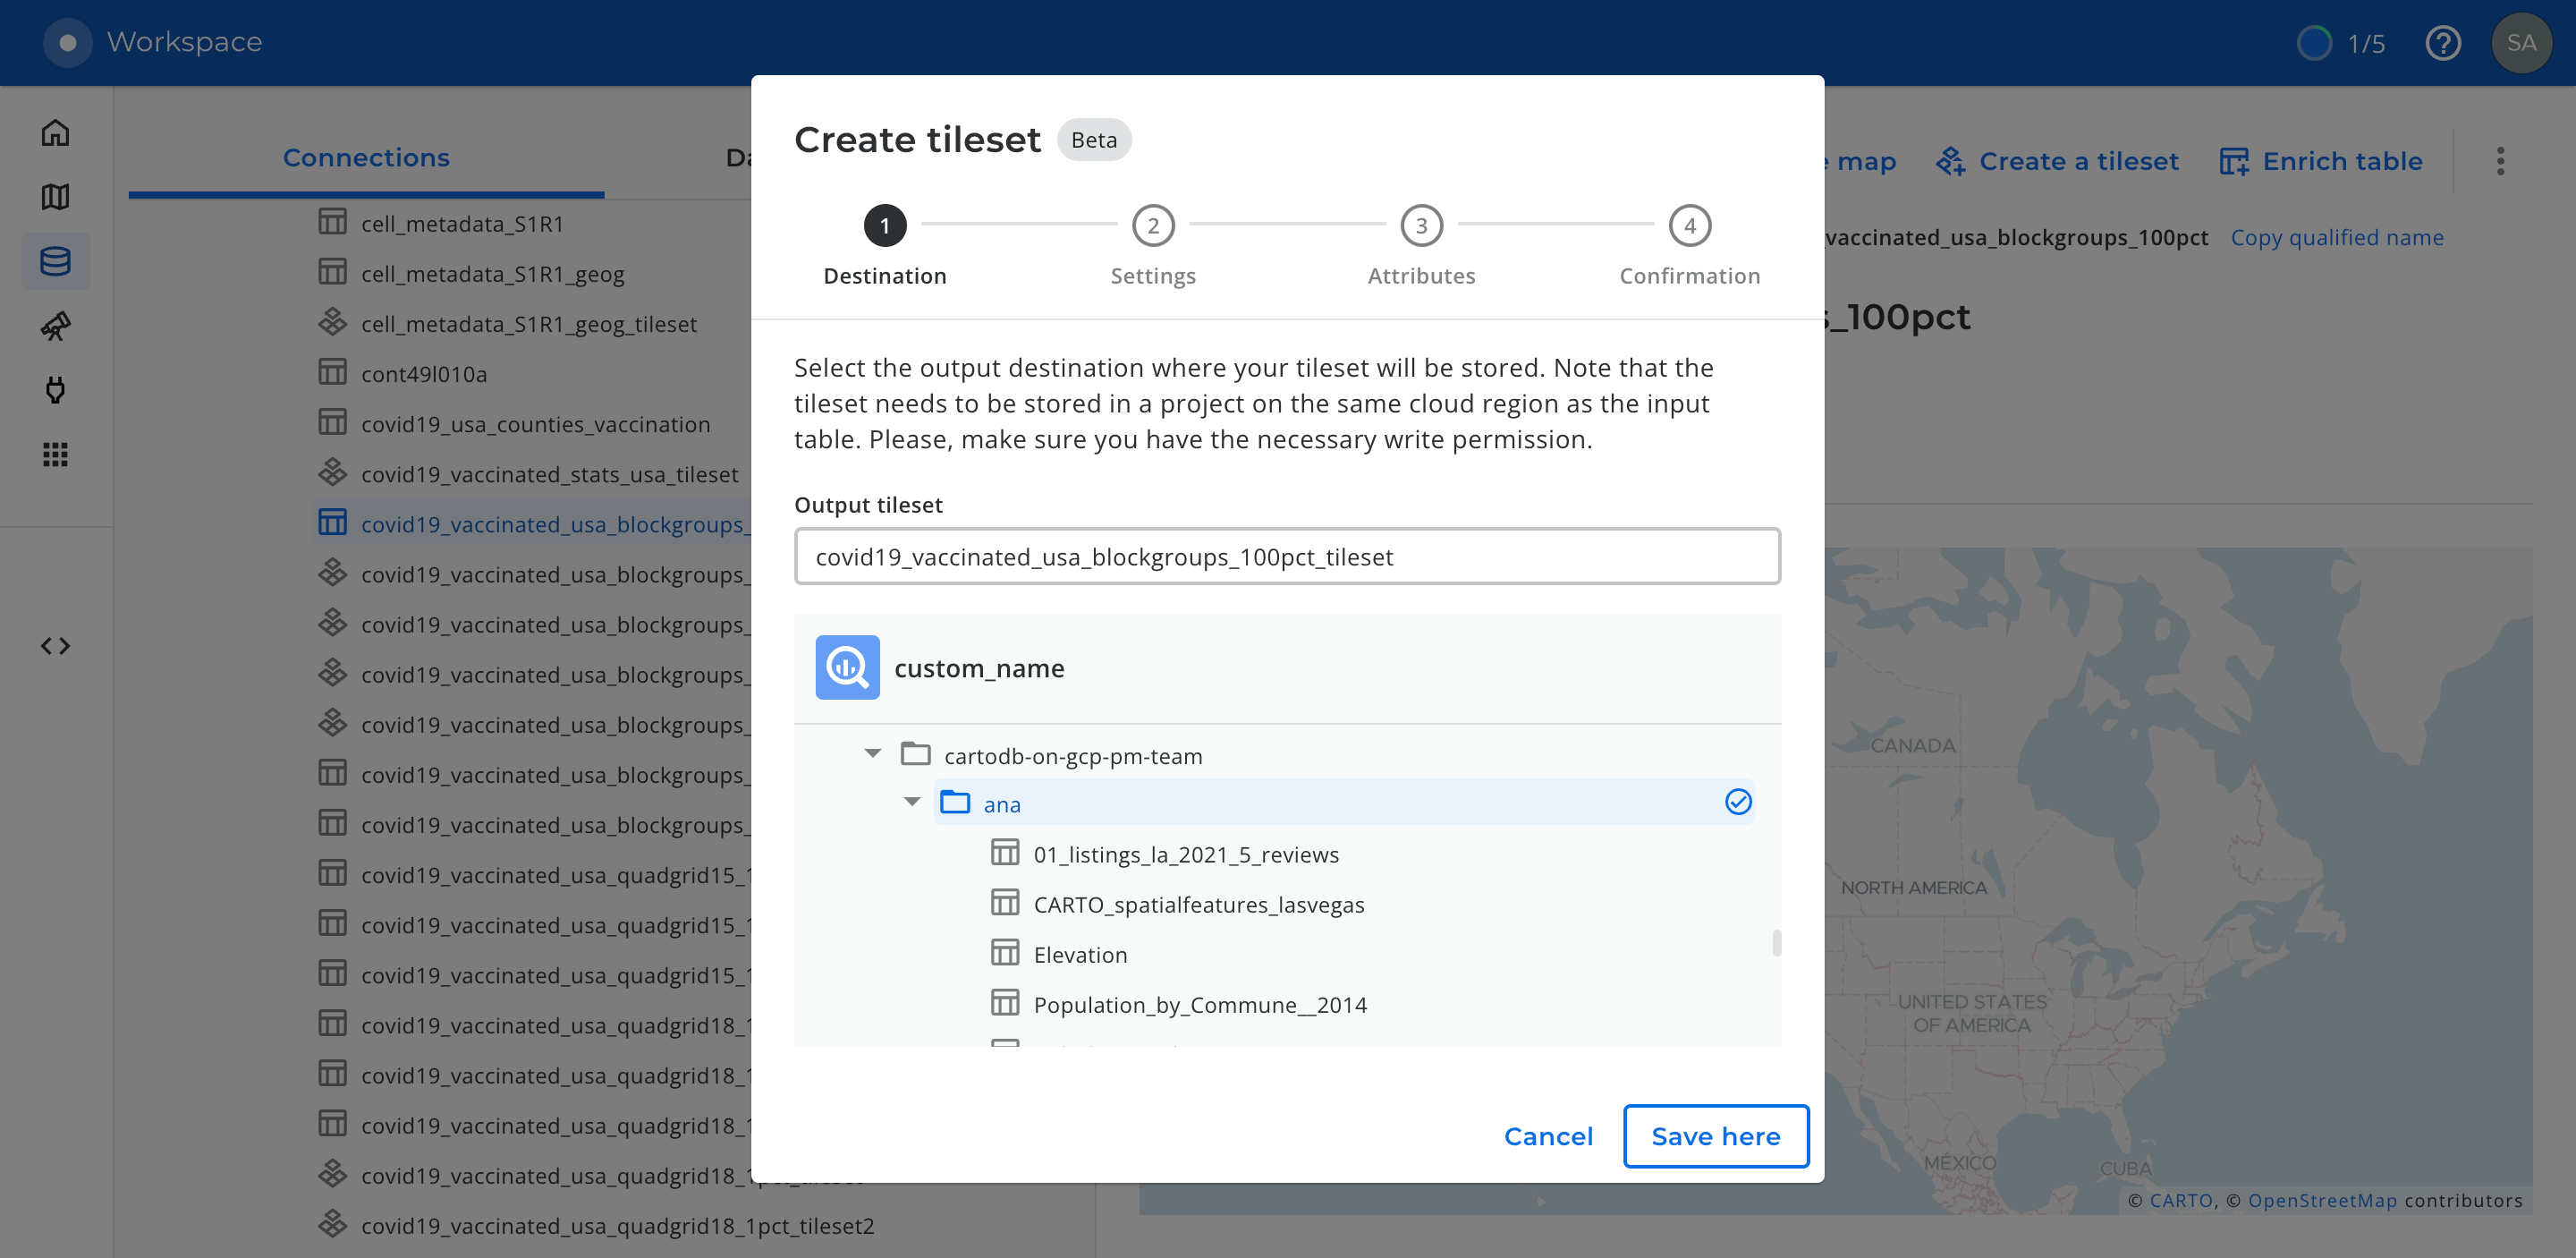 Workspace
1/5
SA
Connections
cell_metadata_S1R1
cell_metadata_S1R1_geog
cell_metadata_S1R1_geog_tileset
cont49l010a
covid19_usa_counties_vaccination
covid19_vaccinated_stats_usa_tileset
covid19_vaccinated_usa_blockgroups_
covid19_vaccinated_usa_blockgroups_
covid19_vaccinated_usa_blockgroups_
covid19_vaccinated_usa_blockgroups_
covid19_vaccinated_usa_blockgroups_
covid19_vaccinated_usa_blockgroups_
covid19_vaccinated_usa_blockgroups_
covid19_vaccinated_usa_quadgrid15_1
covid19_vaccinated_usa_quadgrid15_1
covid19_vaccinated_usa_quadgrid15_1
covid19_vaccinated_usa_quadgrid18_1
covid19_vaccinated_usa_quadgrid18_1
covid19_vaccinated_usa_quadgrid18_1
covid19_vaccinated_usa_quadgrid18_1pct_tileset
covid19_vaccinated_usa_quadgrid18_1pct_tileset2
Create tileset
Beta
1
2
3
4
Destination
Settings
Attributes
Confirmation
Select the output destination where your tileset will be stored. Note that the
tileset needs to be stored in a project on the same cloud region as the input
table. Please, make sure you have the necessary write permission.
Output tileset
covid19_vaccinated_usa_blockgroups_100pct_tileset
custom_name
cartodb-on-gcp-pm-team
ana
01_listings_la_2021_5_reviews
CARTO_spatialfeatures_lasvegas
Elevation
Population_by_Commune__2014
Cancel
Save here
map
Create a tileset
Enrich table
vaccinated_usa_blockgroups_100pct
Copy qualified name
s_100pct
CANADA
NORTH AMERICA
UNITED STATES
OF AMERICA
MÉXICO
CUBA
© CARTO, © OpenStreetMap contributors